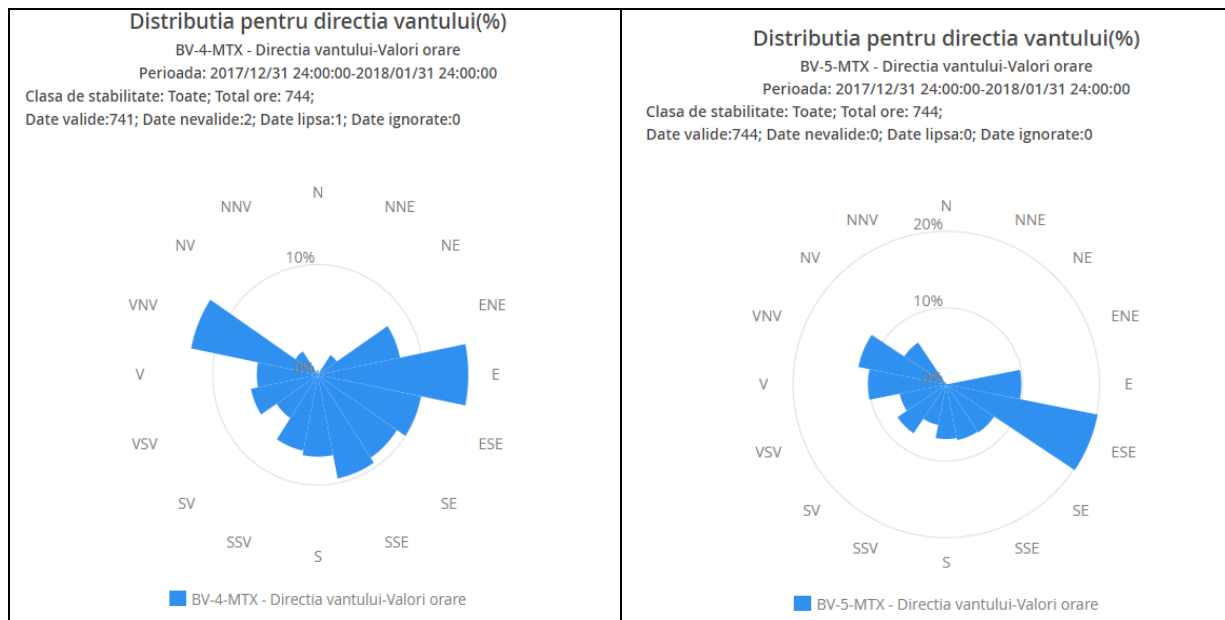 Distributia pentru directia vantului(%)
BV-4-MTX - Directia vantului-Valori orare
Perioada: 2017/12/31 24:00:00-2018/01/31 24:00:00
Clasa de stabilitate: Toate; Total ore: 744;
Date valide:741; Date nevalide:2; Date lipsa:1; Date ignorate:0
N
NNV
NNE
NV
NE
10%
VNV
ENE
0%
V
E
VSV
ESE
SV
SE
SSV
SSE
S
BV-4-MTX - Directia vantului-Valori orare
Distributia pentru directia vantului(%)
BV-5-MTX - Directia vantului-Valori orare
Perioada: 2017/12/31 24:00:00-2018/01/31 24:00:00
Clasa de stabilitate: Toate; Total ore: 744;
Date valide:744; Date nevalide:0; Date lipsa:0; Date ignorate:0
N
NNV
NNE
20%
NV
NE
10%
VNV
ENE
0%
V
E
VSV
ESE
SV
SE
SSV
SSE
S
BV-5-MTX - Directia vantului-Valori orare